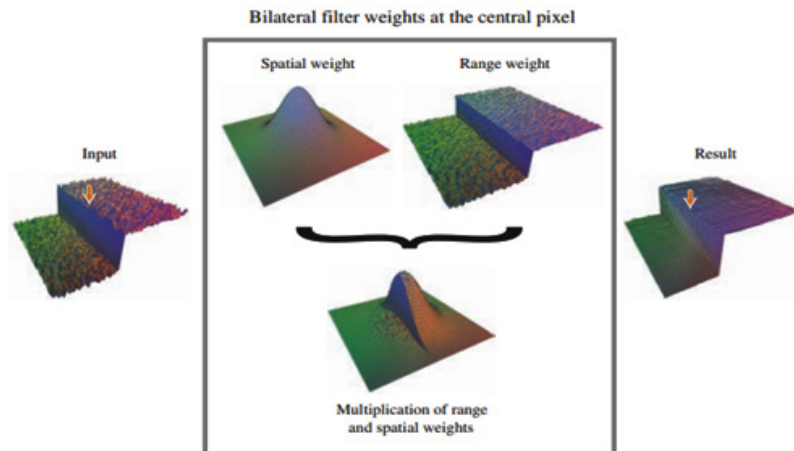 Bilateral filter weights at the central pixel
Spatial weight
Range weight
Input
Result
Multiplication of range
and spatial weights